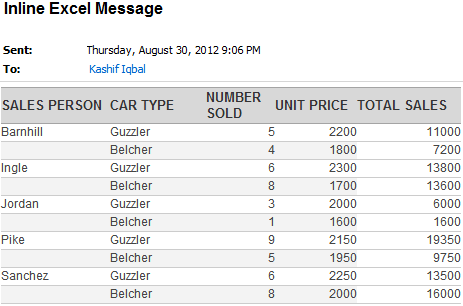 Inline Excel Message
Sent: Thursday, August 30, 2012 9:06 PM
To: Kashif Iqbal
SALES PERSON CAR TYPE NUMBER SOLD UNIT PRICE TOTAL SALES
Barnhill Guzzler 5 2200 11000
Belcher 4 1800 7200
Ingle Guzzler 6 2300 13800
Belcher 8 1700 13600
Jordan Guzzler 3 2000 6000
Belcher 1 1600 1600
Pike Guzzler 9 2150 19350
Belcher 5 1950 9750
Sanchez Guzzler 6 2250 13500
Belcher 8 2000 16000